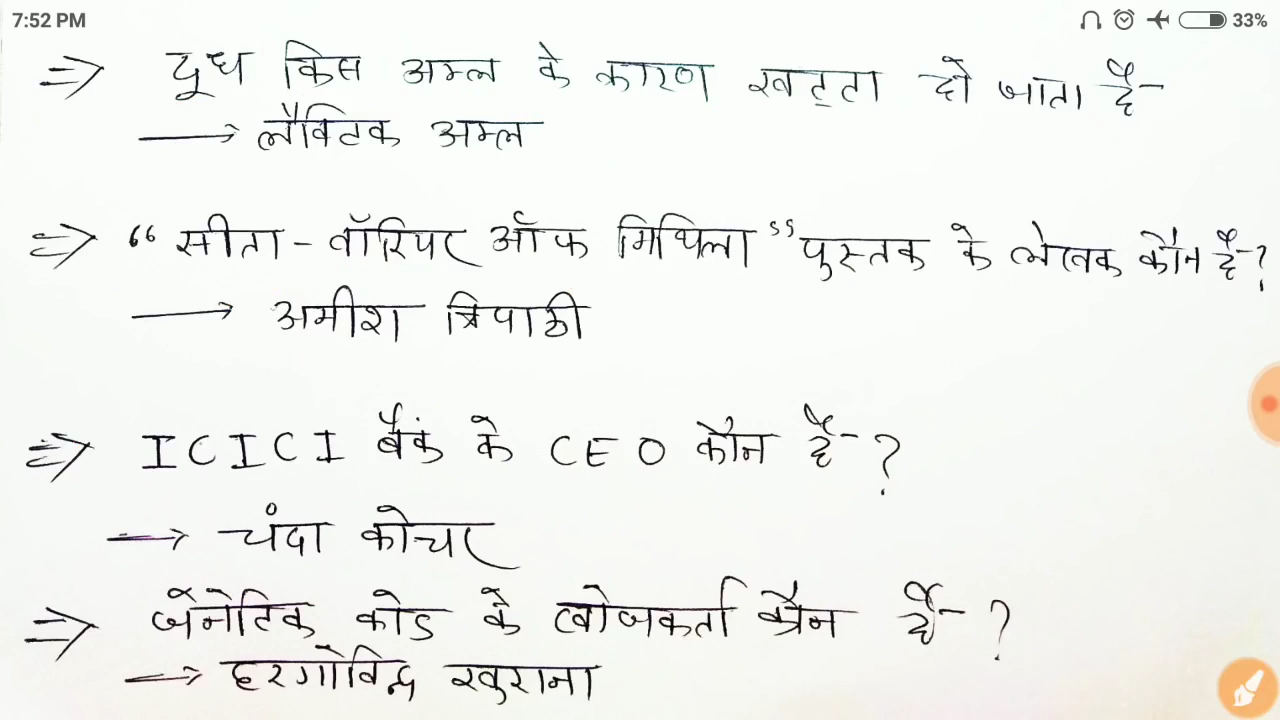 7:52 PM 33%
⇒ दूध किस अम्ल के कारण खट्टा हो जाता है-
→ लैक्टिक अम्ल
⇒ "सीता - वॉरियर ऑफ मिथिला" पुस्तक के लेखक कौन है-?
→ अमीश त्रिपाठी
⇒ ICICI बैंक के CEO कौन है-?
→ चंदा कोचर
⇒ जेनेटिक कोड के खोजकर्ता कौन हैं-?
→ हरगोविन्द खुराना